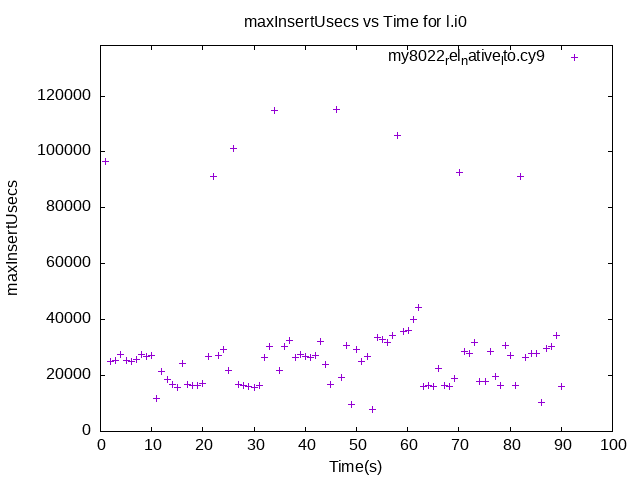 maxInsertUsecs vs Time for l.i0
my8022relnativelto.cy9
120000
100000
80000
60000
40000
20000
0
maxInsertUsecs
0 10 20 30 40 50 60 70 80 90 100
Time(s)